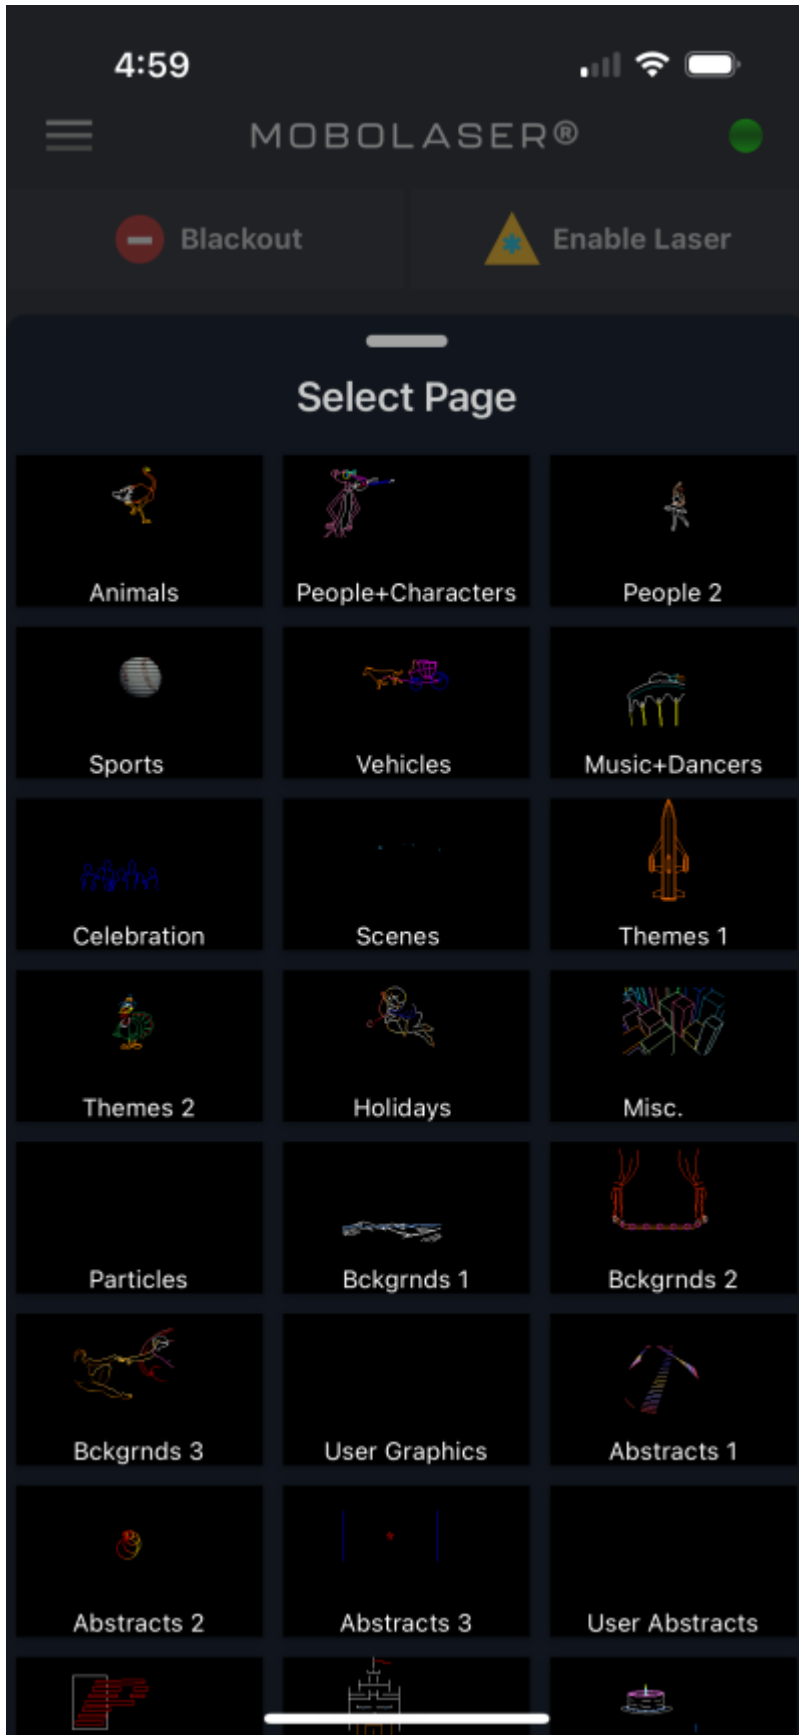 4:59
MOBOLASER®
Blackout
Enable Laser
Select Page
Animals
People+Characters
People 2
Sports
Vehicles
Music+Dancers
Celebration
Scenes
Themes 1
Themes 2
Holidays
Misc.
Particles
Bckgrnds 1
Bckgrnds 2
Bckgrnds 3
User Graphics
Abstracts 1
Abstracts 2
Abstracts 3
User Abstracts